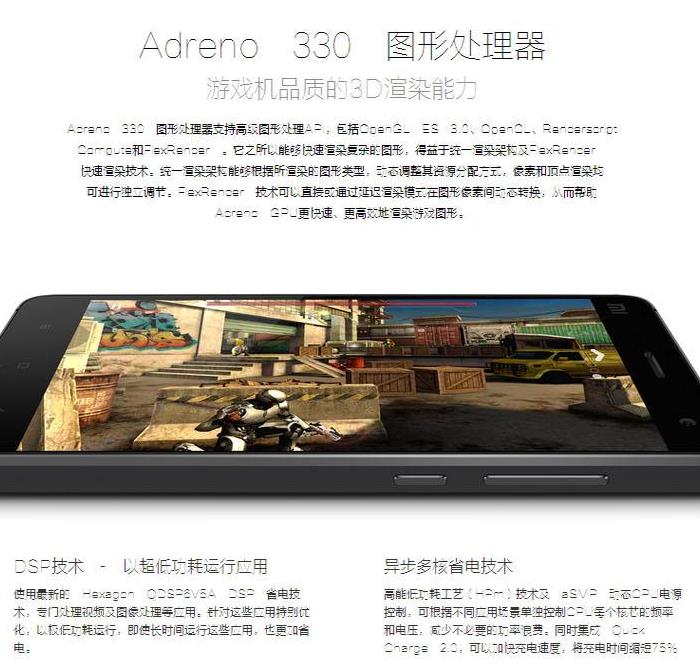 Adreno 330 图形处理器
游戏机品质的3D渲染能力
Adreno 330 图形处理器支持高级图形处理API，包括OpenGL ES 3.0、OpenCL、Renderscript
Compute和FlexRender 。它之所以能够快速渲染复杂的图形，得益于统一渲染架构及FlexRender
快速渲染技术。统一渲染架构能够根据所渲染的图形类型，动态调整其资源分配方式，像素和顶点渲染均
可进行独立调节。FlexRender 技术可以直接或通过延迟渲染模式在图形象素间动态转换，从而帮助
Adreno GPU更快速、更高效地渲染游戏图形。
DSP技术 - 以超低功耗运行应用
使用最新的 Hexagon QDSP6V5A DSP 省电技
术，专门处理视频及图像处理等应用。针对这些应用特别优
化，以极低功耗运行，即使长时间运行这些应用，也更加省
电。
异步多核省电技术
高能低功耗工艺（HPm）技术及 aSMP 动态CPU电源
控制，可根据不同应用场景单独控制CPU每个核芯的频率
和电压，减少不必要的功率浪费。同时集成 Quick
Charge 2.0，可以加快充电速度，将充电时间缩短75%